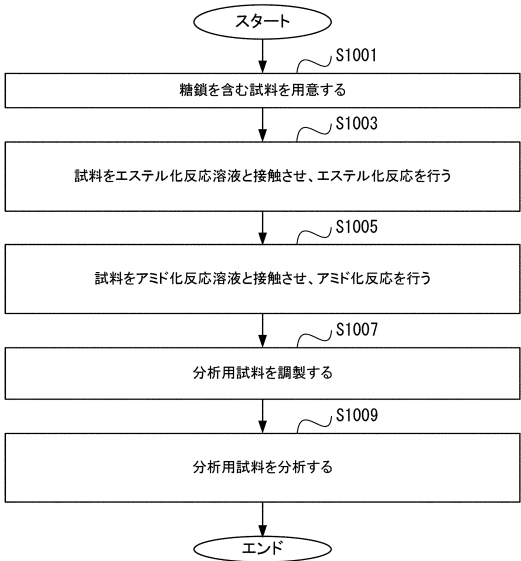 スタート
S1001
糖鎖を含む試料を用意する
S1003
試料をエステル化反応溶液と接触させ、エステル化反応を行う
S1005
試料をアミド化反応溶液と接触させ、アミド化反応を行う
S1007
分析用試料を調製する
S1009
分析用試料を分析する
エンド